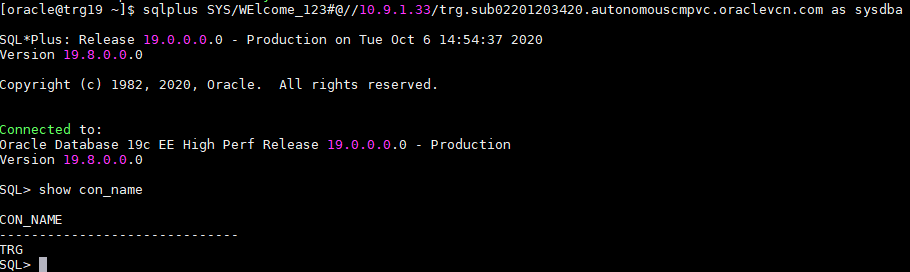 [oracle@trg19 ~]$ sqlplus SYS/WElcome_123#@//10.9.1.33/trg.sub02201203420.autonomouscmpvc.oraclevcn.com as sysdba
SQL*Plus: Release 19.0.0.0.0 - Production on Tue Oct 6 14:54:37 2020
Version 19.8.0.0.0
Copyright (c) 1982, 2020, Oracle.  All rights reserved.
Connected to:
Oracle Database 19c EE High Perf Release 19.0.0.0.0 - Production
Version 19.8.0.0.0
SQL> show con_name
CON_NAME
------------------------------
TRG
SQL>